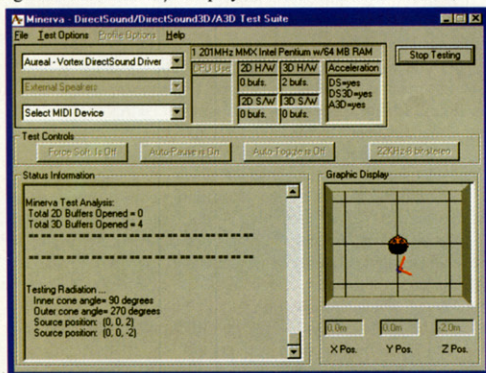 Minerva - DirectSound/DirectSound3D/A3D Test Suite
File Test Options Profile Options Help
Aureal - Vortex DirectSound Driver
External Speakers
Select MIDI Device
1 201MHz MMX Intel Pentium w/64 MB RAM
CPU Use
2D H/W
0 bufs.
3D H/W
2 bufs.
2D S/W
0 bufs.
3D S/W
0 bufs.
Acceleration
DS=yes
DS3D=yes
A3D=yes
Stop Testing
Test Controls
Force Soft. Is Off
Auto-Pause is On
Auto-Toggle is Off
22KHz 8 bit stereo
Status Information
Minerva Test Analysis:
Total 2D Buffers Opened = 0
Total 3D Buffers Opened = 4
== == == == == == == == == == == == == == ==
== == == == == == == == == == == == == == ==
Testing Radiation ...
Inner cone angle= 90 degrees
Outer cone angle= 270 degrees
Source position: (0, 0, 2)
Source position: (0, 0, -2)
Graphic Display
0.0m
0.0m
-2.0m
X Pos.
Y Pos.
Z Pos.